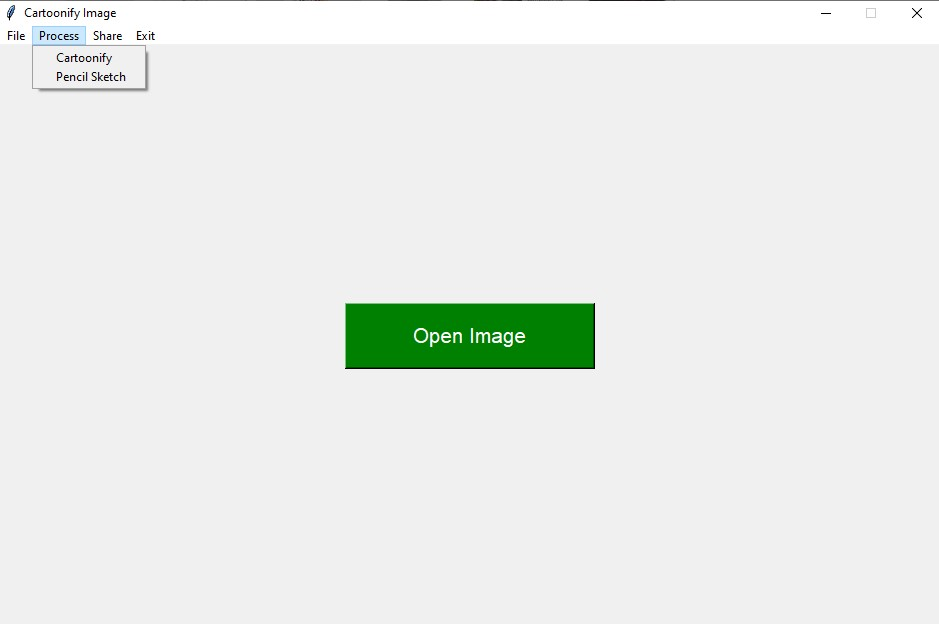 Cartoonify Image
File Process Share Exit
Cartoonify
Pencil Sketch
Open Image